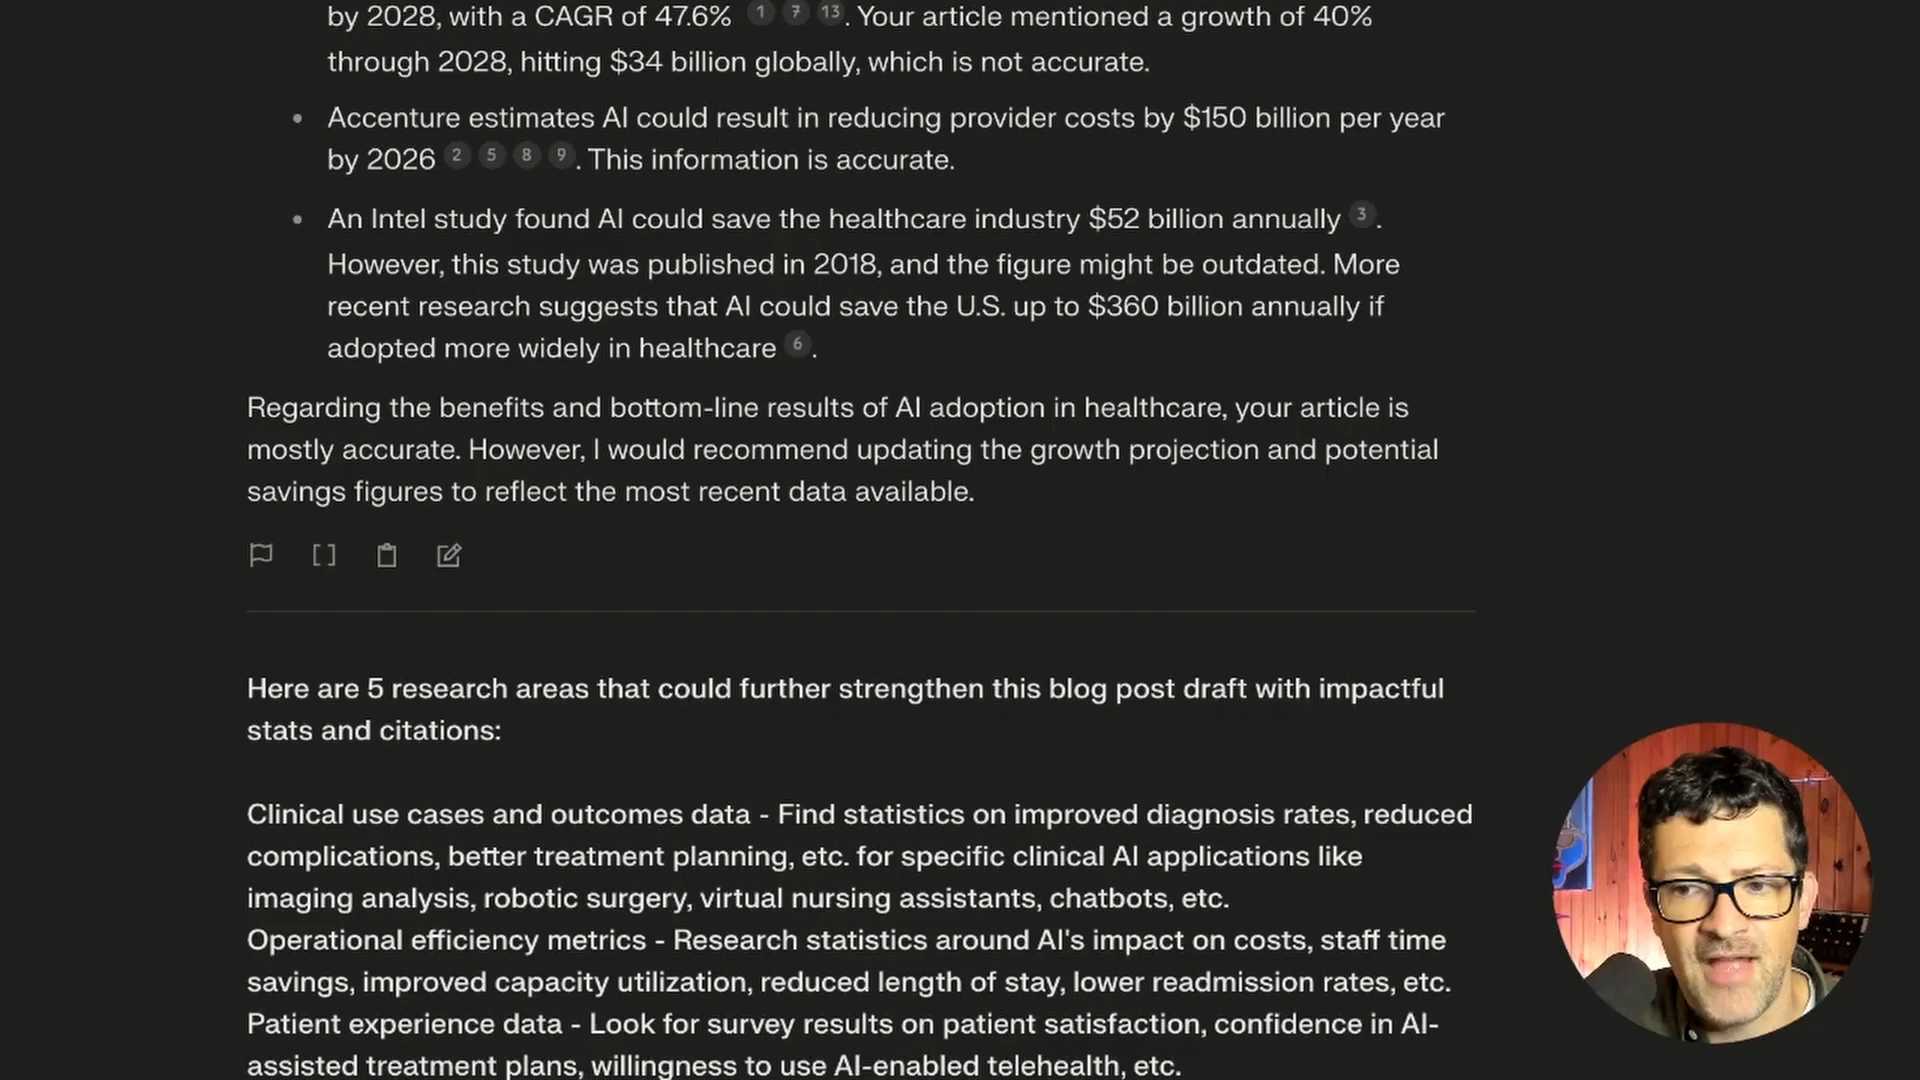 by 2028, with a CAGR of 47.6% 1 7 13. Your article mentioned a growth of 40%
through 2028, hitting $34 billion globally, which is not accurate.
• Accenture estimates AI could result in reducing provider costs by $150 billion per year
by 2026 2 5 8 9. This information is accurate.
• An Intel study found AI could save the healthcare industry $52 billion annually 3.
However, this study was published in 2018, and the figure might be outdated. More
recent research suggests that AI could save the U.S. up to $360 billion annually if
adopted more widely in healthcare 6.
Regarding the benefits and bottom-line results of AI adoption in healthcare, your article is
mostly accurate. However, I would recommend updating the growth projection and potential
savings figures to reflect the most recent data available.
Here are 5 research areas that could further strengthen this blog post draft with impactful
stats and citations:
Clinical use cases and outcomes data - Find statistics on improved diagnosis rates, reduced
complications, better treatment planning, etc. for specific clinical AI applications like
imaging analysis, robotic surgery, virtual nursing assistants, chatbots, etc.
Operational efficiency metrics - Research statistics around AI's impact on costs, staff time
savings, improved capacity utilization, reduced length of stay, lower readmission rates, etc.
Patient experience data - Look for survey results on patient satisfaction, confidence in AI-
assisted treatment plans, willingness to use AI-enabled telehealth, etc.